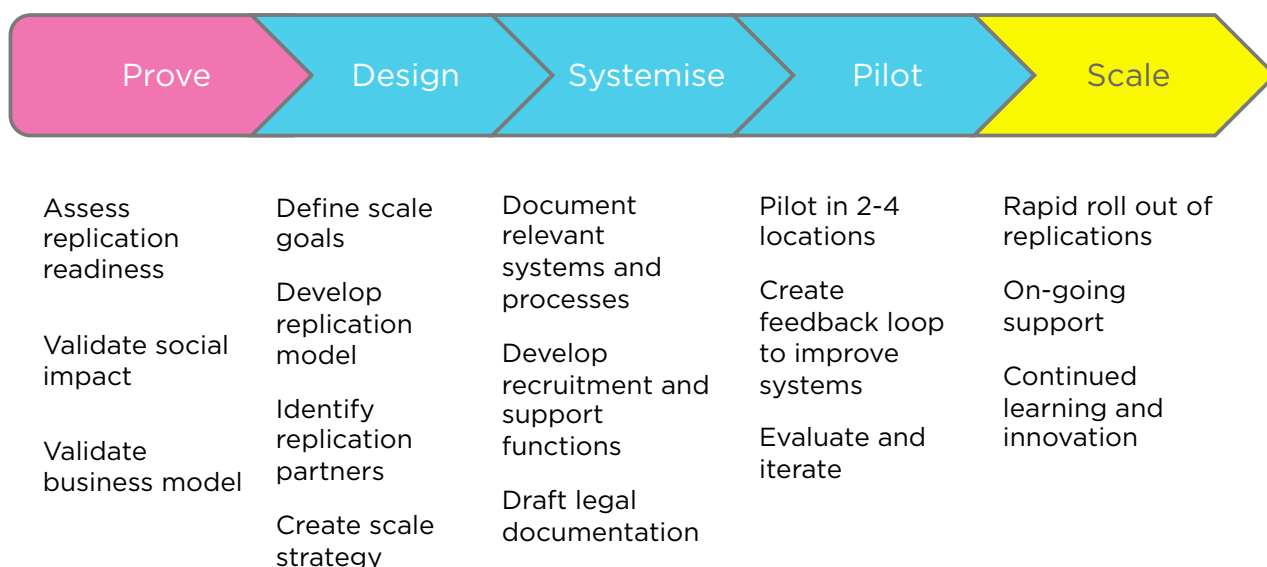 Prove
Design
Systemise
Pilot
Scale
Assess
replication
readiness
Validate social
impact
Validate
business model
Define scale
goals
Develop
replication
model
Identify
replication
partners
Create scale
strategy
Document
relevant
systems and
processes
Develop
recruitment and
support
functions
Draft legal
documentation
Pilot in 2-4
locations
Create
feedback loop
to improve
systems
Evaluate and
iterate
Rapid roll out of
replications
On-going
support
Continued
learning and
innovation